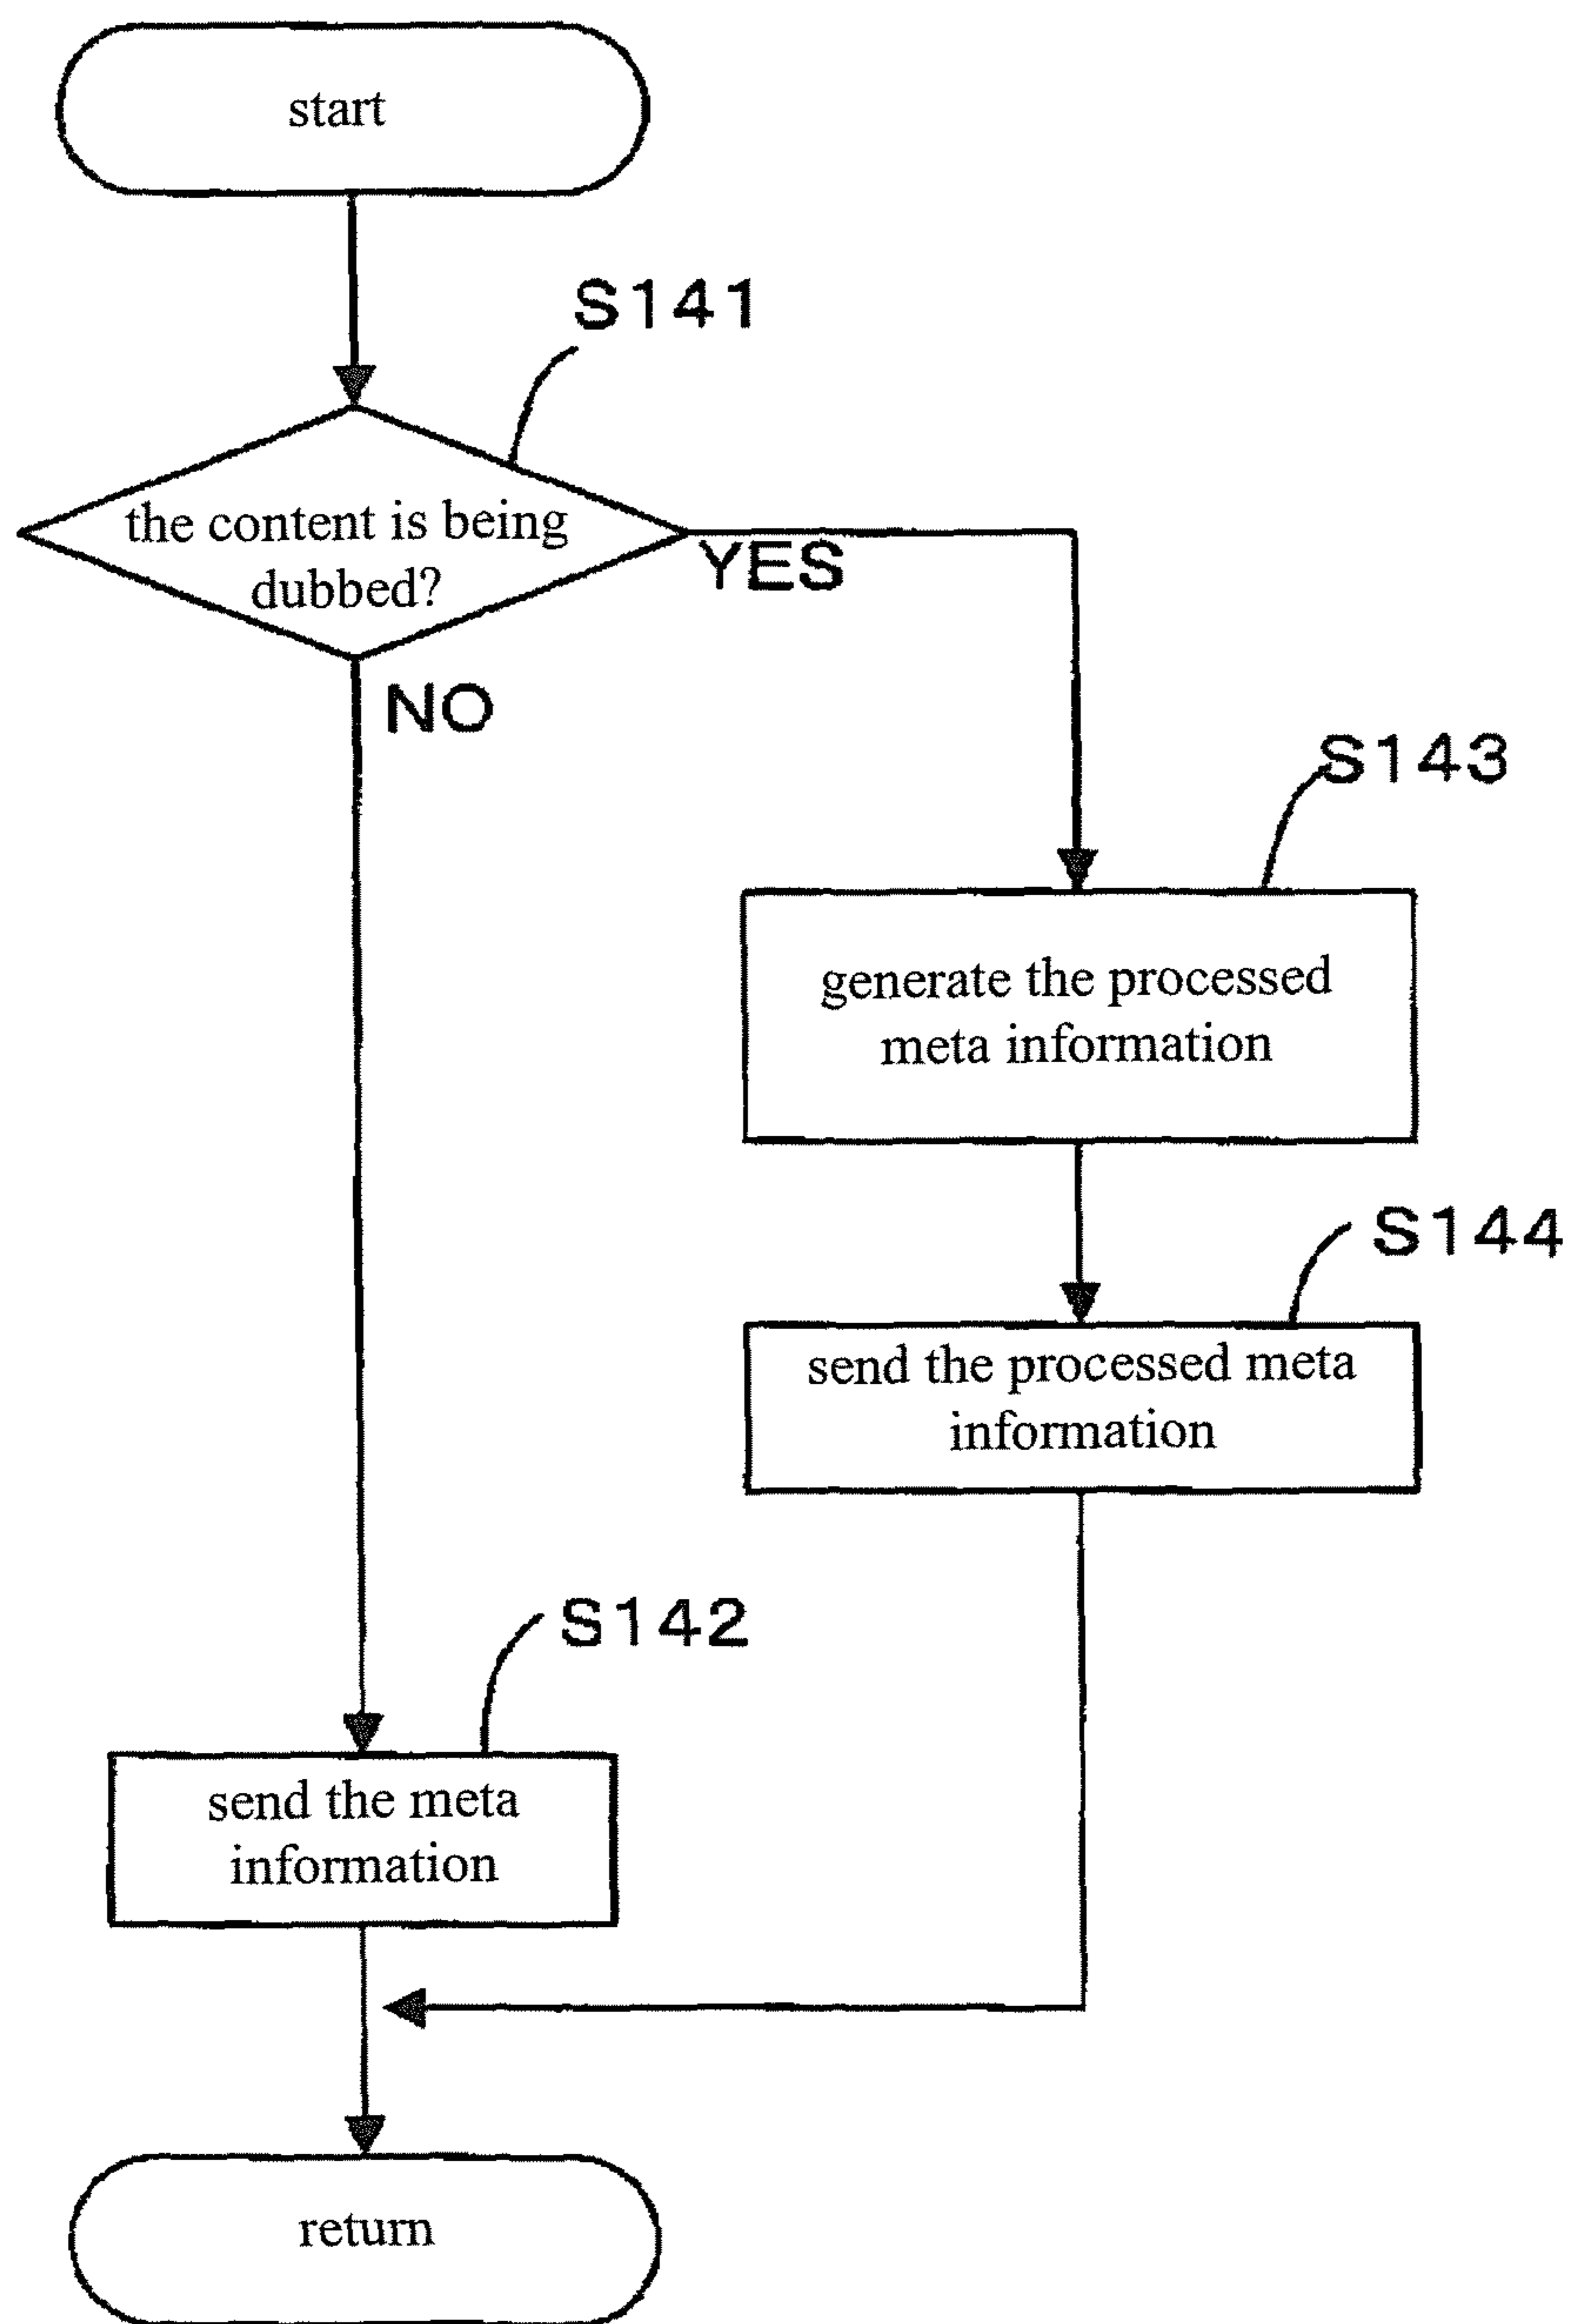 start
S141
the content is being
dubbed?
YES
NO
S143
generate the processed
meta information
S144
send the processed meta
information
S142
send the meta
information
return